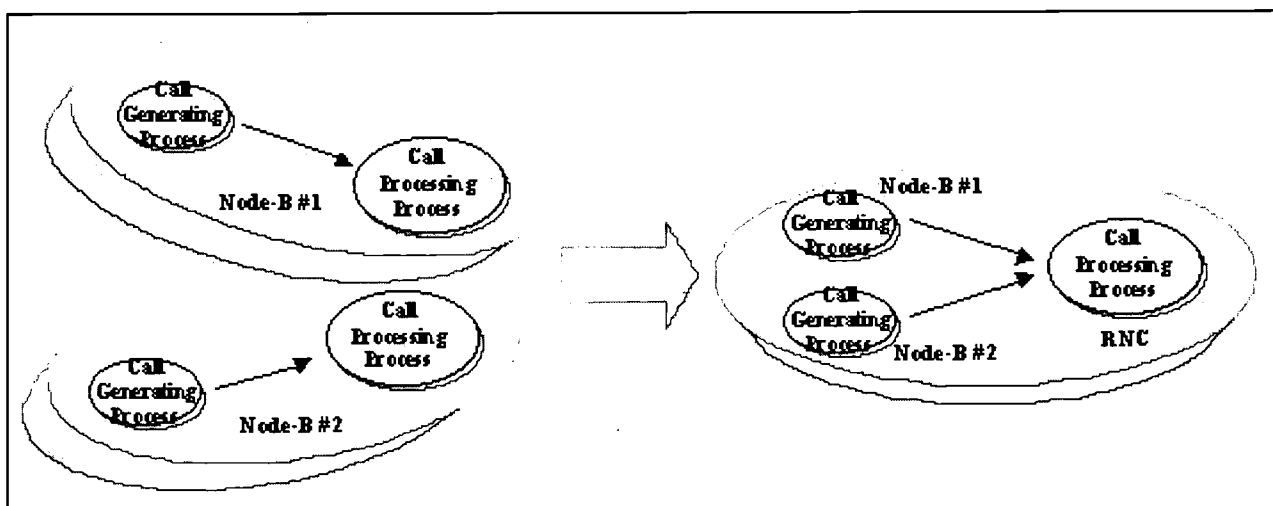 Call
Generating
Process
Call
Processing
Process
Node-B #1
Call
Processing
Process
Call
Generating
Process
Node-B #2
Node-B #1
Call
Generating
Process
Call
Processing
Process
Call
Generating
Process
Node-B #2
RNC